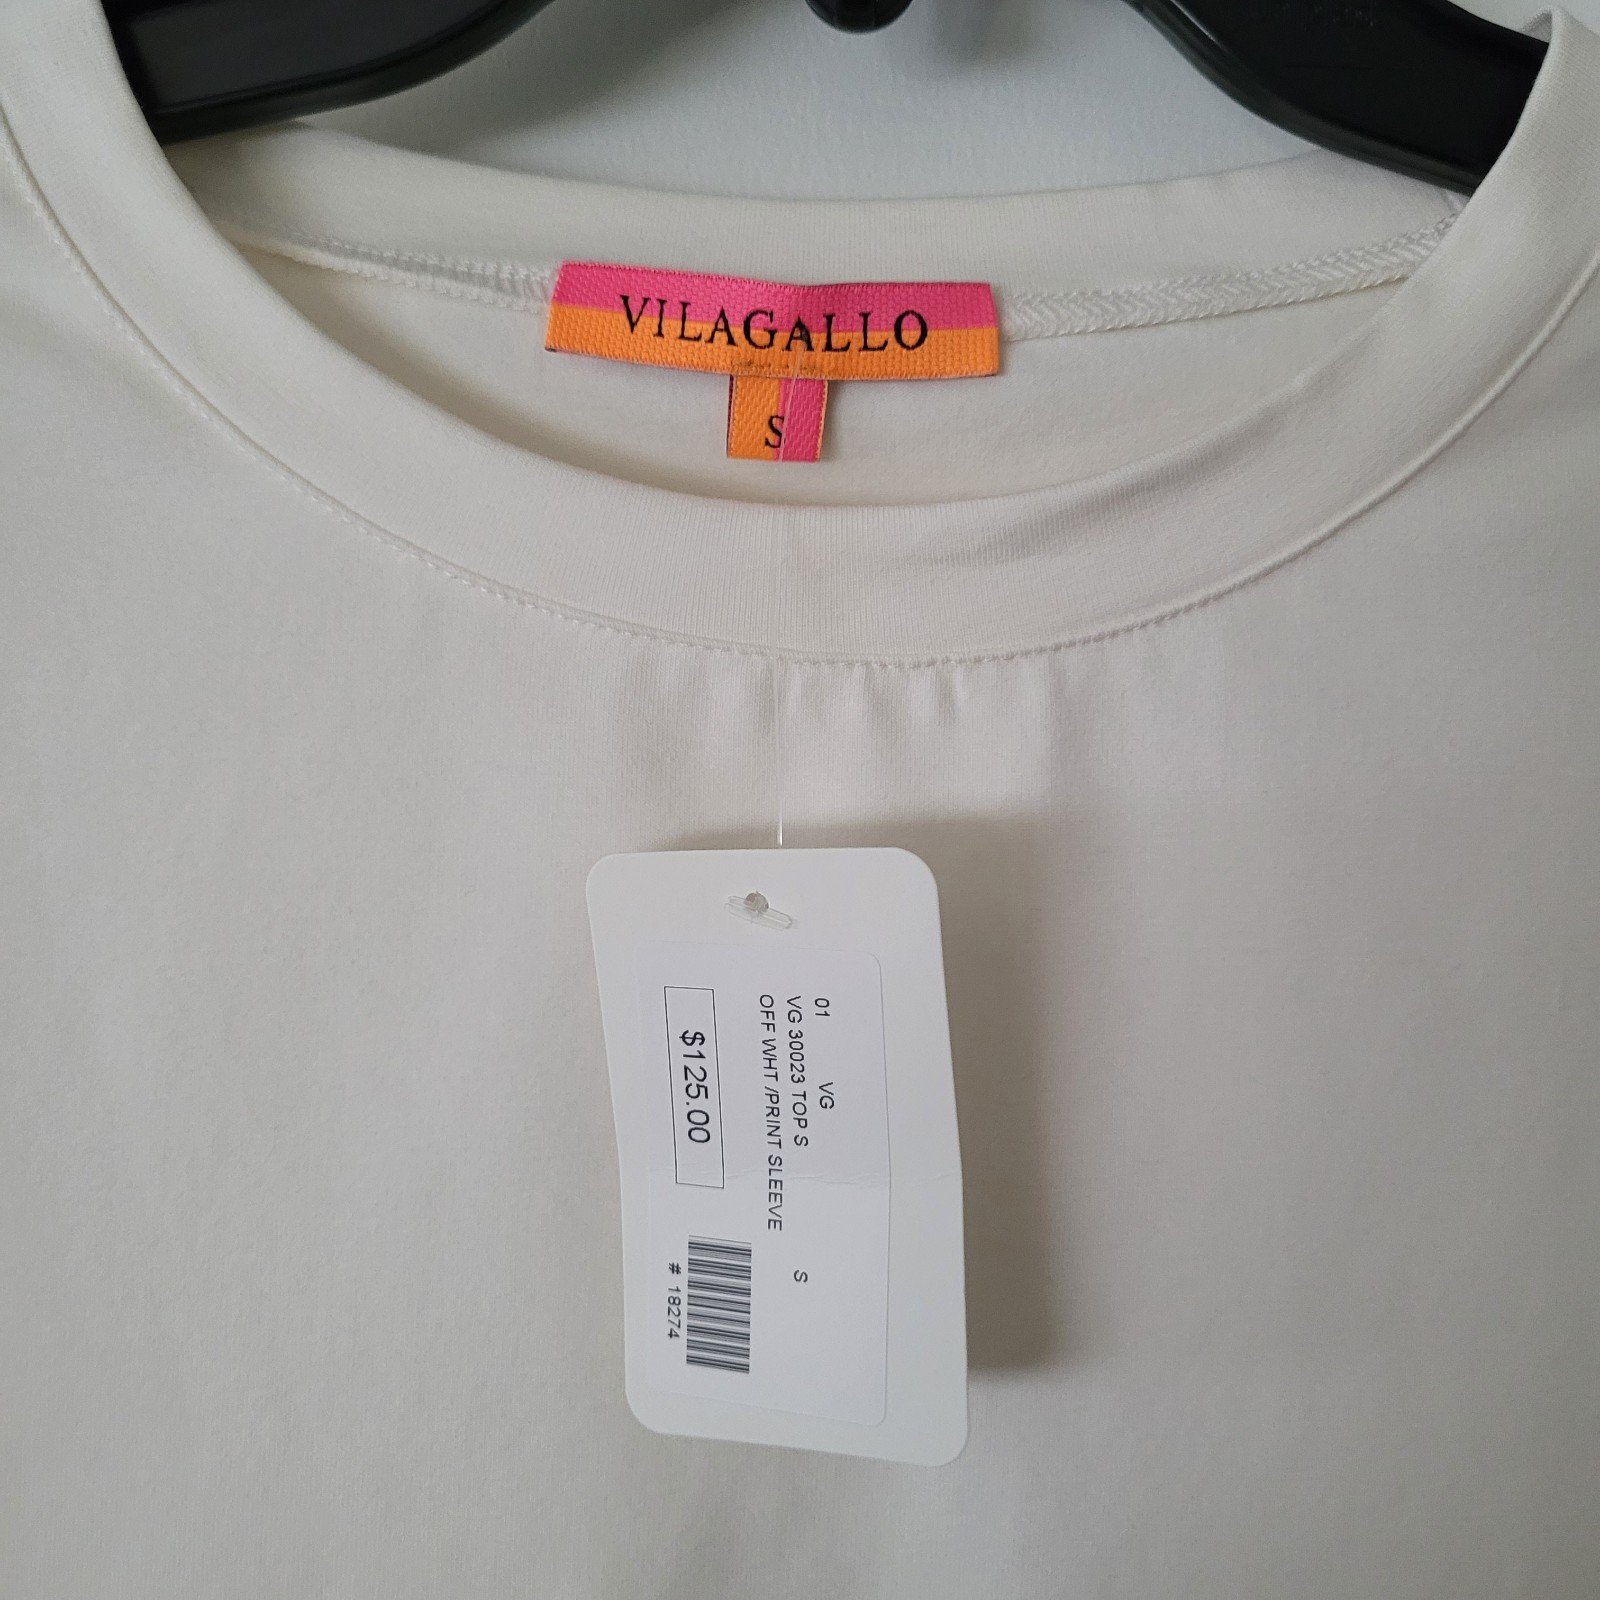 VILAGALLO
S
01 VG
VG 30023 TOP S S
OFF WHT /PRINT SLEEVE
$125.00
# 18274